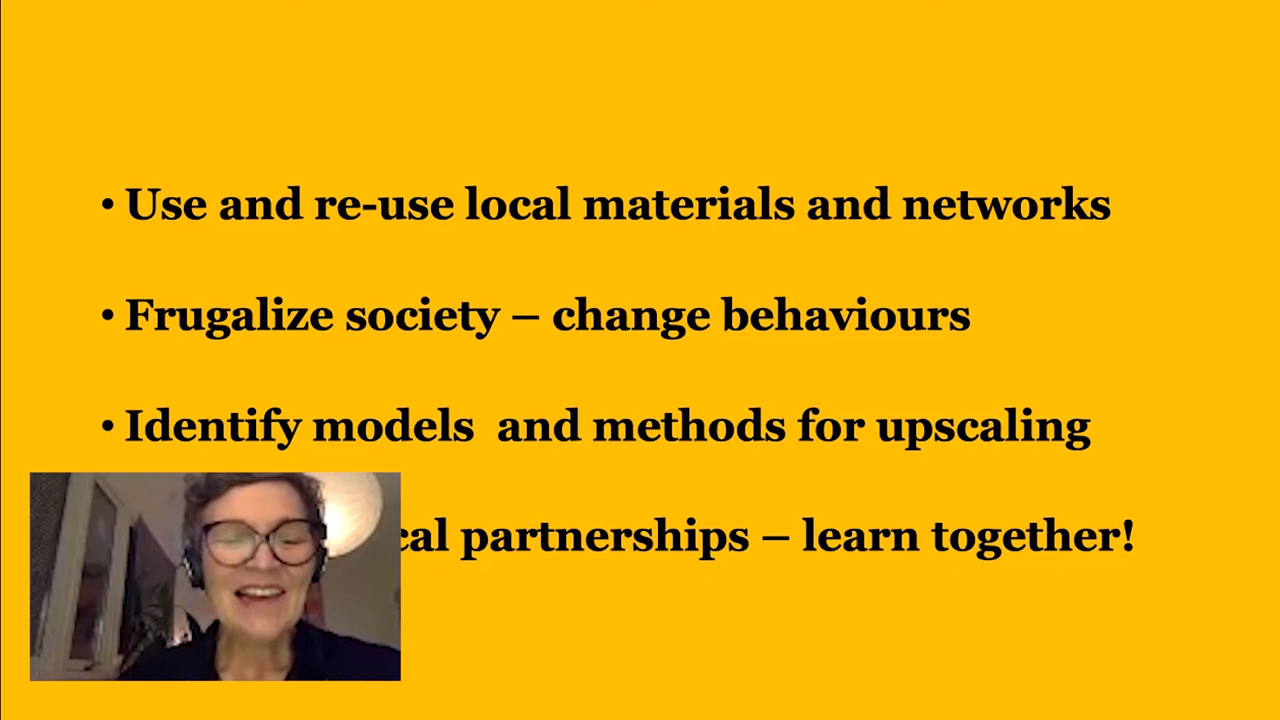 • Use and re-use local materials and networks
• Frugalize society – change behaviours
• Identify models  and methods for upscaling
partnerships – learn together!